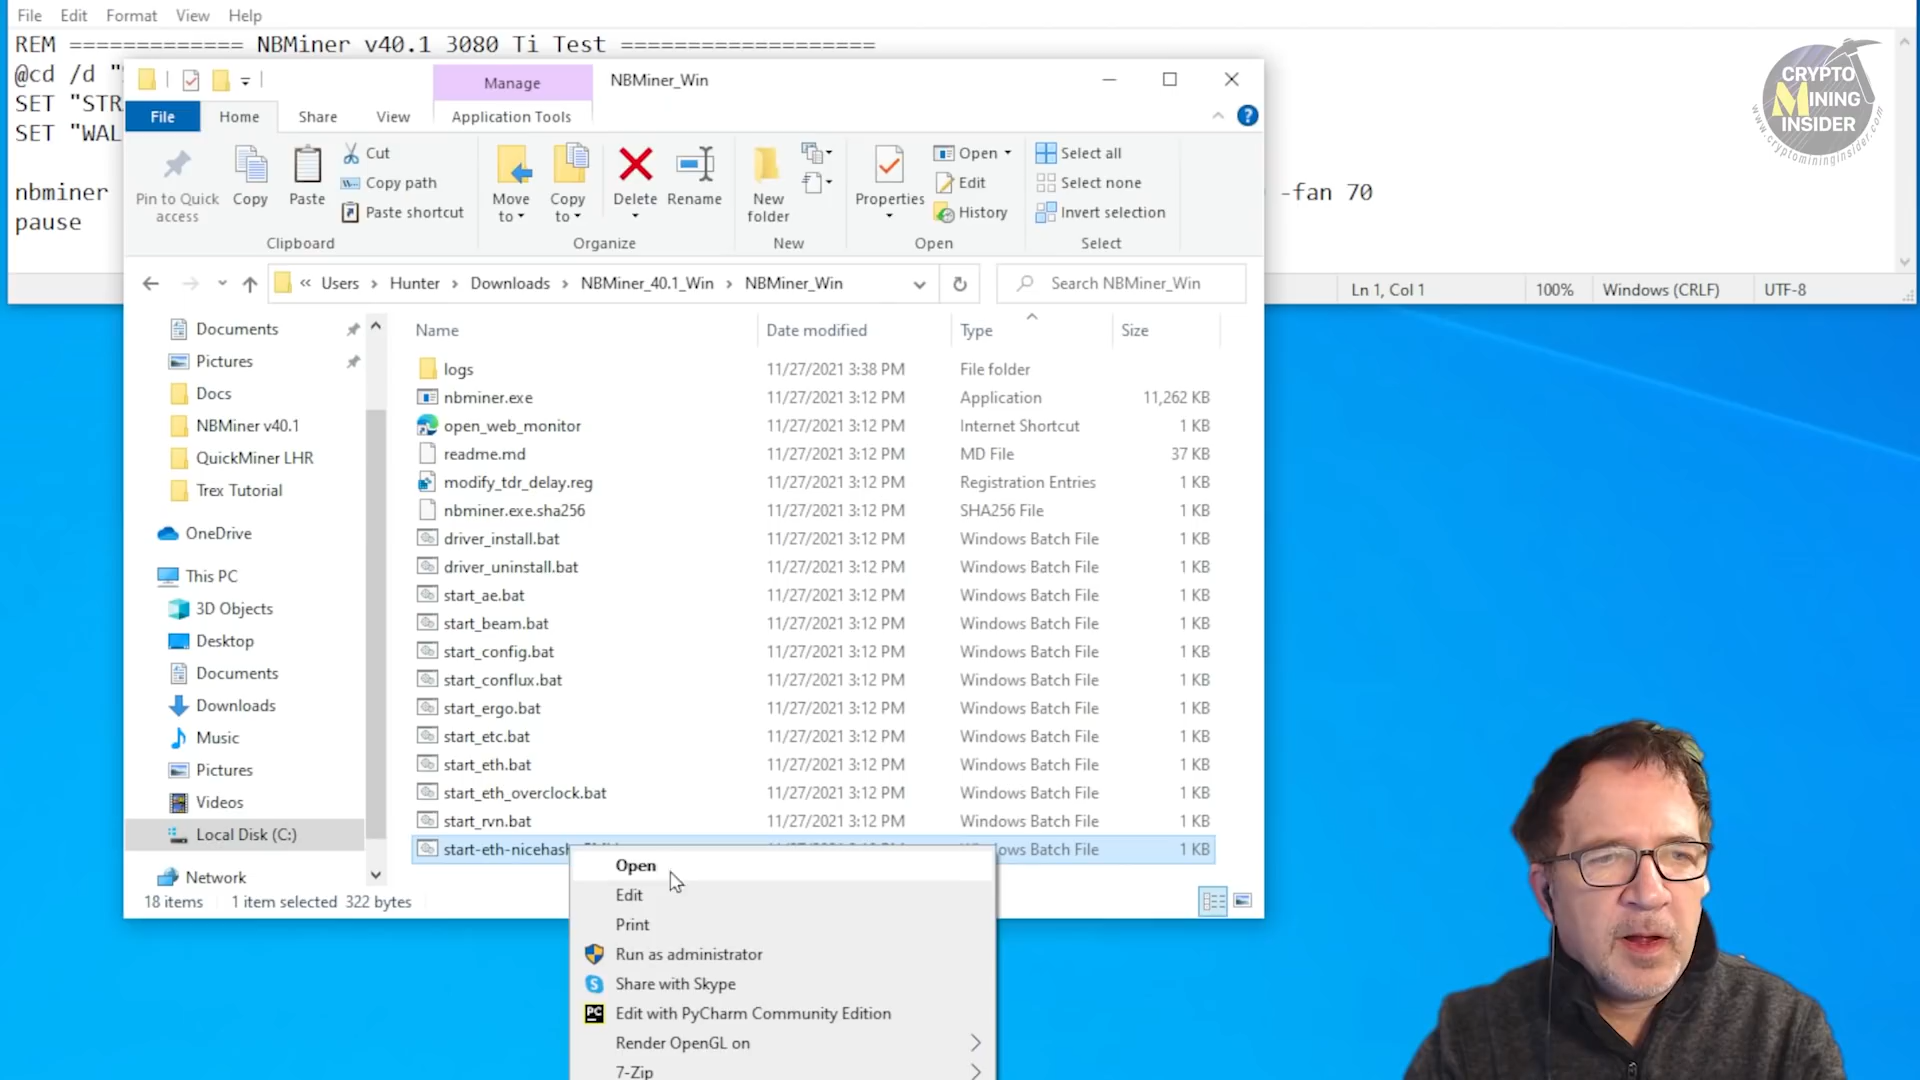 File Edit Format View Help
REM ============= NBMiner v40.1 3080 Ti Test ===================
@cd /d "
SET "STR
SET "WAL
nbminer -fan 70
pause
Ln 1, Col 1 100% Windows (CRLF) UTF-8
CRYPTO
MINING
INSIDER
www.cryptomininginsider.com
Manage NBMiner_Win
File Home Share View Application Tools
Pin to Quick access
Copy
Paste
Cut
Copy path
Paste shortcut
Clipboard
Move to
Copy to
Delete
Rename
Organize
New folder
New
Properties
Open
Edit
History
Open
Select all
Select none
Invert selection
Select
« Users > Hunter > Downloads > NBMiner_40.1_Win > NBMiner_Win
Search NBMiner_Win
Documents
Pictures
Docs
NBMiner v40.1
QuickMiner LHR
Trex Tutorial
OneDrive
This PC
3D Objects
Desktop
Documents
Downloads
Music
Pictures
Videos
Local Disk (C:)
Network
Name Date modified Type Size
logs 11/27/2021 3:38 PM File folder
nbminer.exe 11/27/2021 3:12 PM Application 11,262 KB
open_web_monitor 11/27/2021 3:12 PM Internet Shortcut 1 KB
readme.md 11/27/2021 3:12 PM MD File 37 KB
modify_tdr_delay.reg 11/27/2021 3:12 PM Registration Entries 1 KB
nbminer.exe.sha256 11/27/2021 3:12 PM SHA256 File 1 KB
driver_install.bat 11/27/2021 3:12 PM Windows Batch File 1 KB
driver_uninstall.bat 11/27/2021 3:12 PM Windows Batch File 1 KB
start_ae.bat 11/27/2021 3:12 PM Windows Batch File 1 KB
start_beam.bat 11/27/2021 3:12 PM Windows Batch File 1 KB
start_config.bat 11/27/2021 3:12 PM Windows Batch File 1 KB
start_conflux.bat 11/27/2021 3:12 PM Windows Batch File 1 KB
start_ergo.bat 11/27/2021 3:12 PM Windows Batch File 1 KB
start_etc.bat 11/27/2021 3:12 PM Windows Batch File 1 KB
start_eth.bat 11/27/2021 3:12 PM Windows Batch File 1 KB
start_eth_overclock.bat 11/27/2021 3:12 PM Windows Batch File 1 KB
start_rvn.bat 11/27/2021 3:12 PM Windows Batch File 1 KB
start-eth-nicehash ows Batch File 1 KB
18 items 1 item selected 322 bytes
Open
Edit
Print
Run as administrator
Share with Skype
PC Edit with PyCharm Community Edition
Render OpenGL on
7-Zip